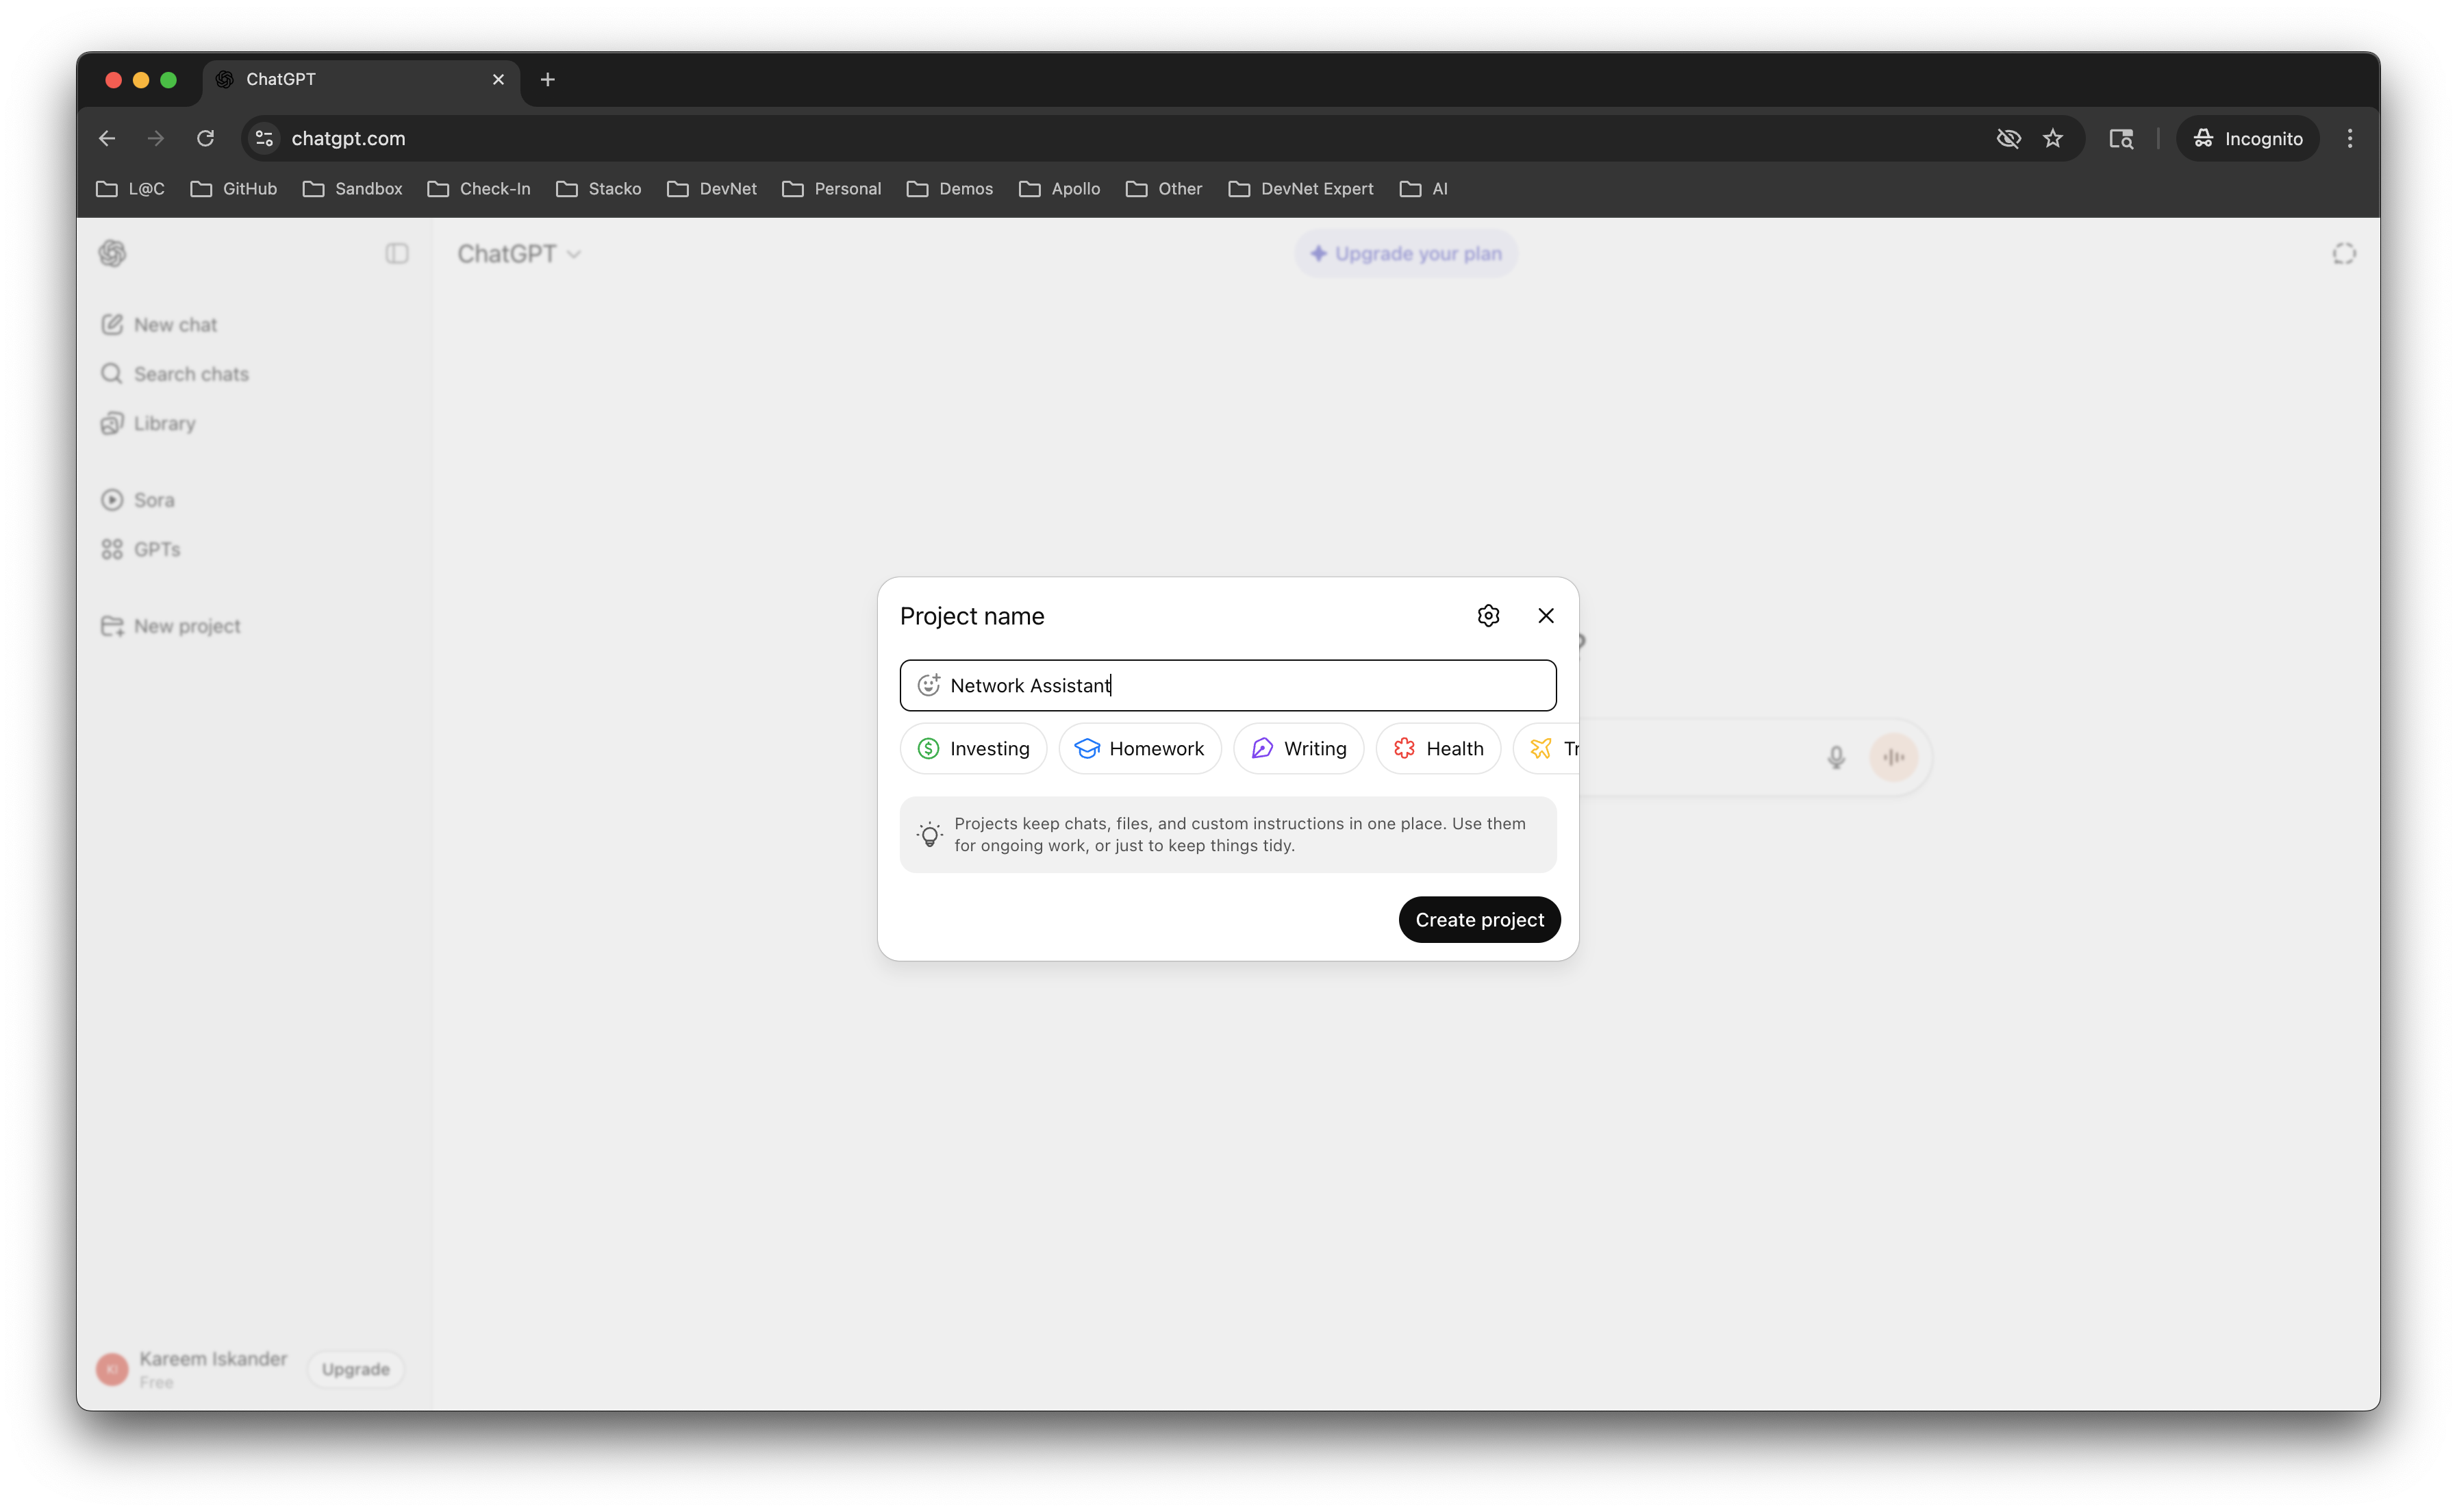 ChatGPT
chatgpt.com
Incognito
L@C GitHub Sandbox Check-In Stacko DevNet Personal Demos Apollo Other DevNet Expert AI
ChatGPT
Upgrade your plan
New chat
Search chats
Library
Sora
GPTs
New project
Project name
Network Assistant
Investing Homework Writing Health Tr
Projects keep chats, files, and custom instructions in one place. Use them
for ongoing work, or just to keep things tidy.
Create project
KI
Kareem Iskander
Free
Upgrade